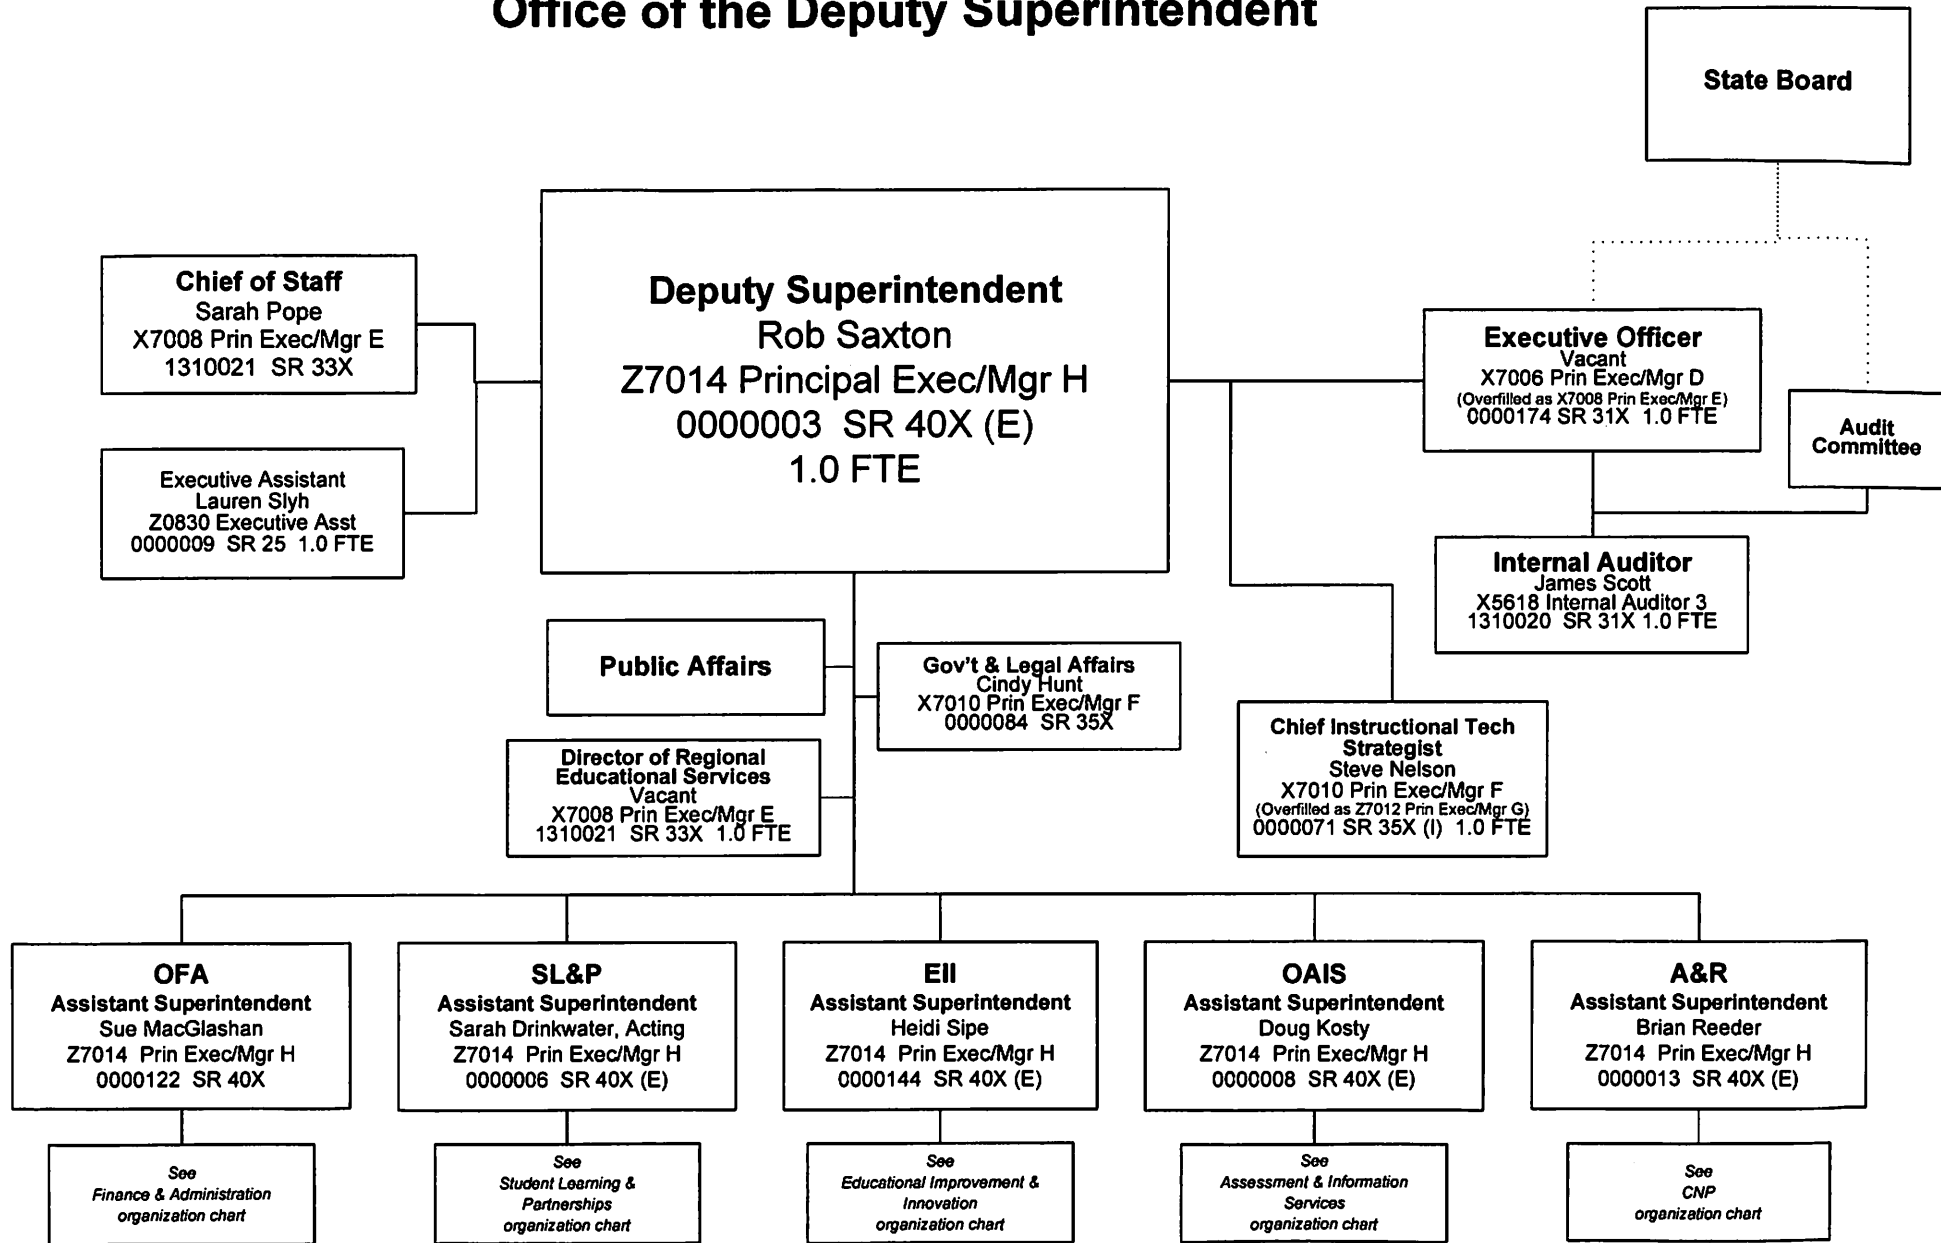 Office of the Deputy Superintendent
State Board
Deputy Superintendent
Rob Saxton
Z7014 Principal Exec/Mgr H
0000003 SR 40X (E)
1.0 FTE
Chief of Staff
Sarah Pope
X7008 Prin Exec/Mgr E
1310021 SR 33X
Executive Assistant
Lauren Slyh
Z0830 Executive Asst
0000009 SR 25 1.0 FTE
Executive Officer
Vacant
X7006 Prin Exec/Mgr D
(Overfilled as X7008 Prin Exec/Mgr E)
0000174 SR 31X 1.0 FTE
Audit
Committee
Internal Auditor
James Scott
X5618 Internal Auditor 3
1310020 SR 31X 1.0 FTE
Public Affairs
Gov't & Legal Affairs
Cindy Hunt
X7010 Prin Exec/Mgr F
0000084 SR 35X
Director of Regional
Educational Services
Vacant
X7008 Prin Exec/Mgr E
1310021 SR 33X 1.0 FTE
Chief Instructional Tech
Strategist
Steve Nelson
X7010 Prin Exec/Mgr F
(Overfilled as Z7012 Prin Exec/Mgr G)
0000071 SR 35X (I) 1.0 FTE
OFA
Assistant Superintendent
Sue MacGlashan
Z7014 Prin Exec/Mgr H
0000122 SR 40X
SL&P
Assistant Superintendent
Sarah Drinkwater, Acting
Z7014 Prin Exec/Mgr H
0000006 SR 40X (E)
EII
Assistant Superintendent
Heidi Sipe
Z7014 Prin Exec/Mgr H
0000144 SR 40X (E)
OAIS
Assistant Superintendent
Doug Kosty
Z7014 Prin Exec/Mgr H
0000008 SR 40X (E)
A&R
Assistant Superintendent
Brian Reeder
Z7014 Prin Exec/Mgr H
0000013 SR 40X (E)
See
Finance & Administration
organization chart
See
Student Learning &
Partnerships
organization chart
See
Educational Improvement &
Innovation
organization chart
See
Assessment & Information
Services
organization chart
See
CNP
organization chart